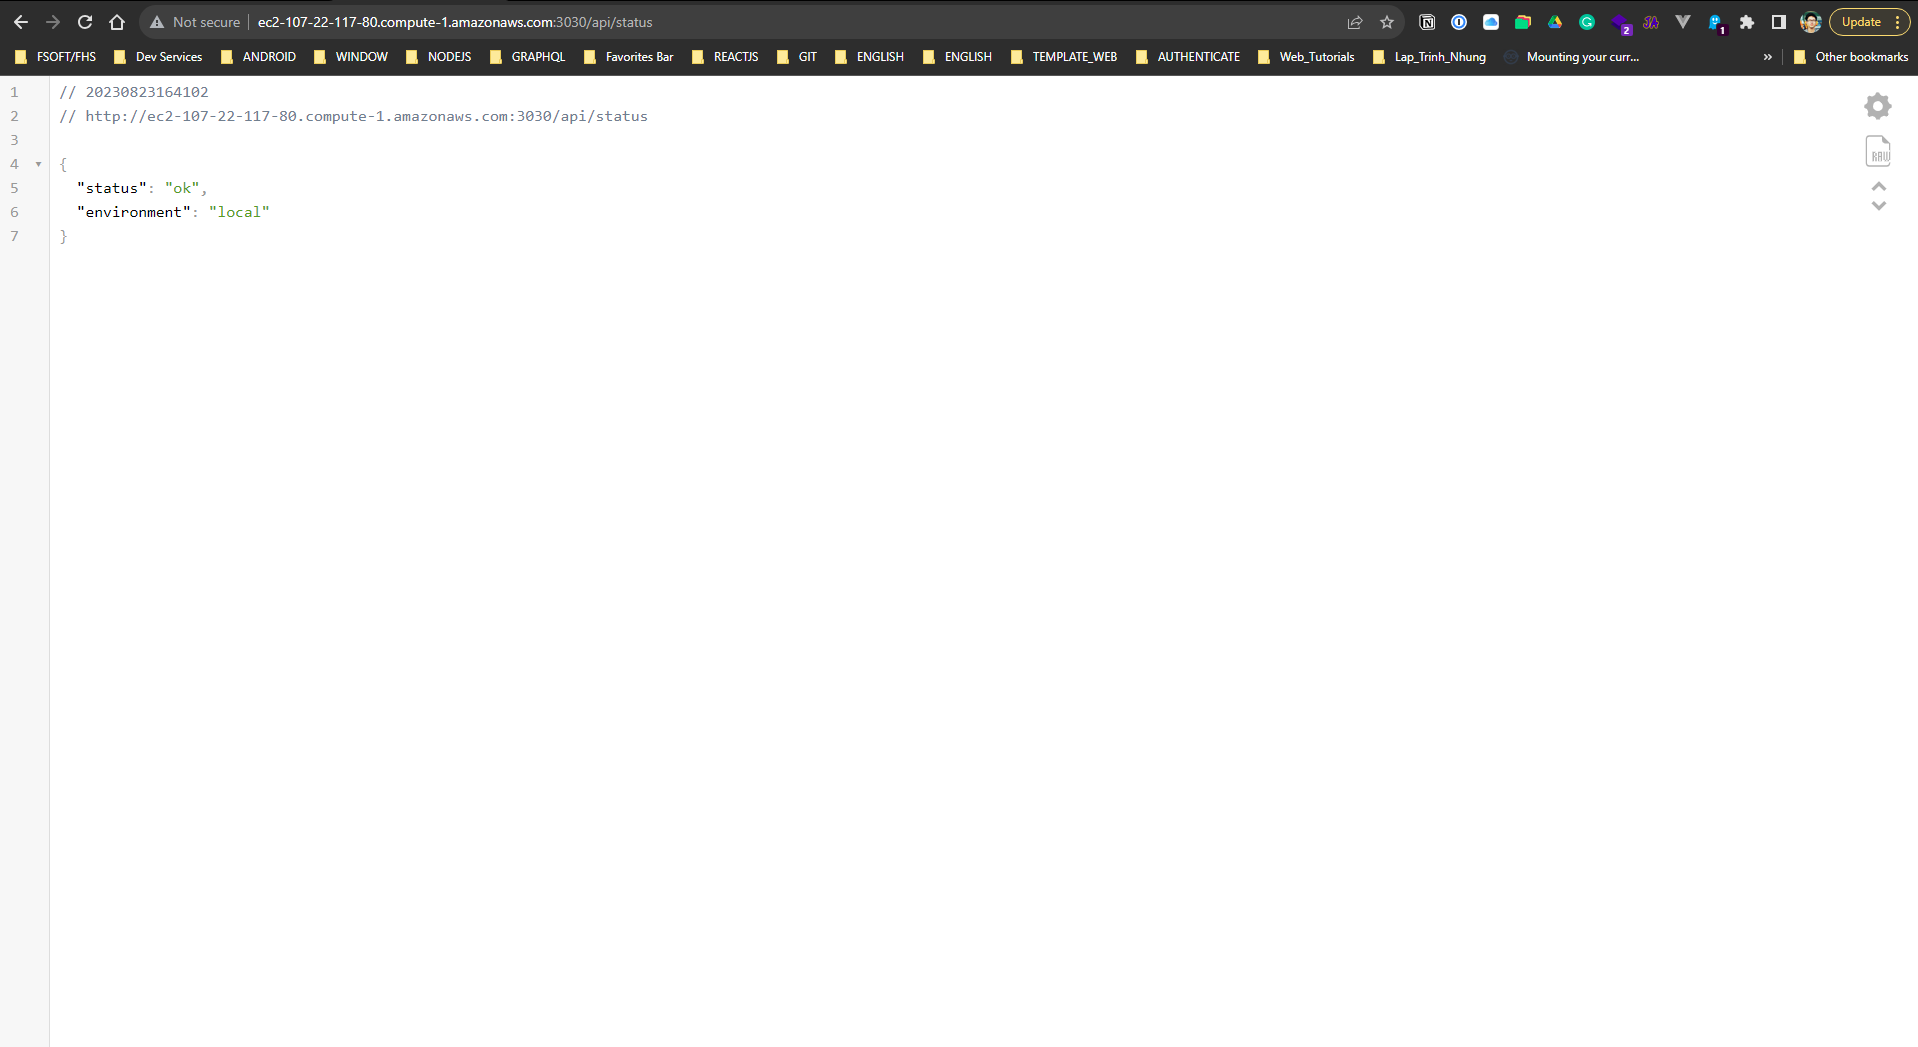 Not secure ec2-107-22-117-80.compute-1.amazonaws.com:3030/api/status Update
FSOFT/FHS Dev Services ANDROID WINDOW NODEJS GRAPHQL Favorites Bar REACTJS GIT ENGLISH ENGLISH TEMPLATE_WEB AUTHENTICATE Web_Tutorials Lap_Trinh_Nhung Mounting your curr... » Other bookmarks
1 // 20230823164102
2 // http://ec2-107-22-117-80.compute-1.amazonaws.com:3030/api/status
3
4 {
5 "status": "ok",
6 "environment": "local"
7 }
RAW
2
1